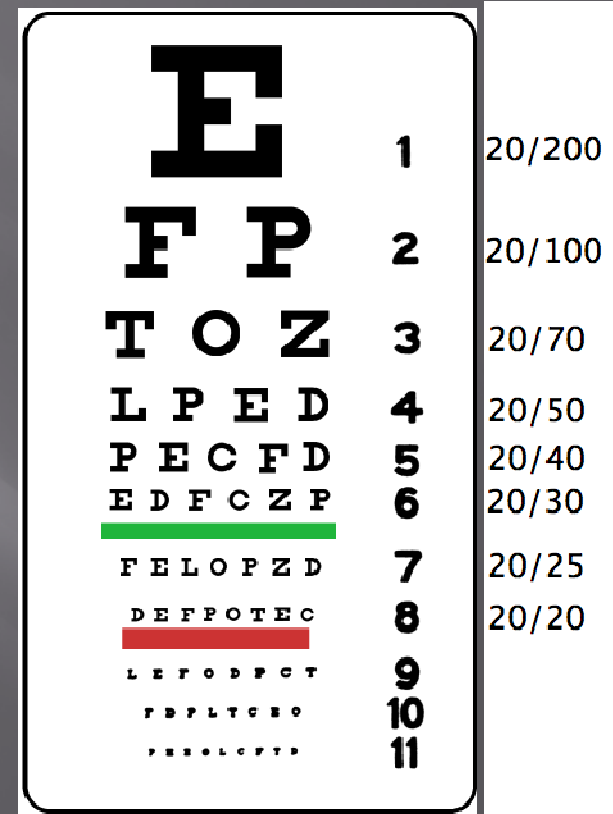 E 1 20/200
F P 2 20/100
T O Z 3 20/70
L P E D 4 20/50
P E C F D 5 20/40
E D F C Z P 6 20/30
F E L O P Z D 7 20/25
D E F P O T E C 8 20/20
L E F O D P C T 9
F D P L T C E O 10
11